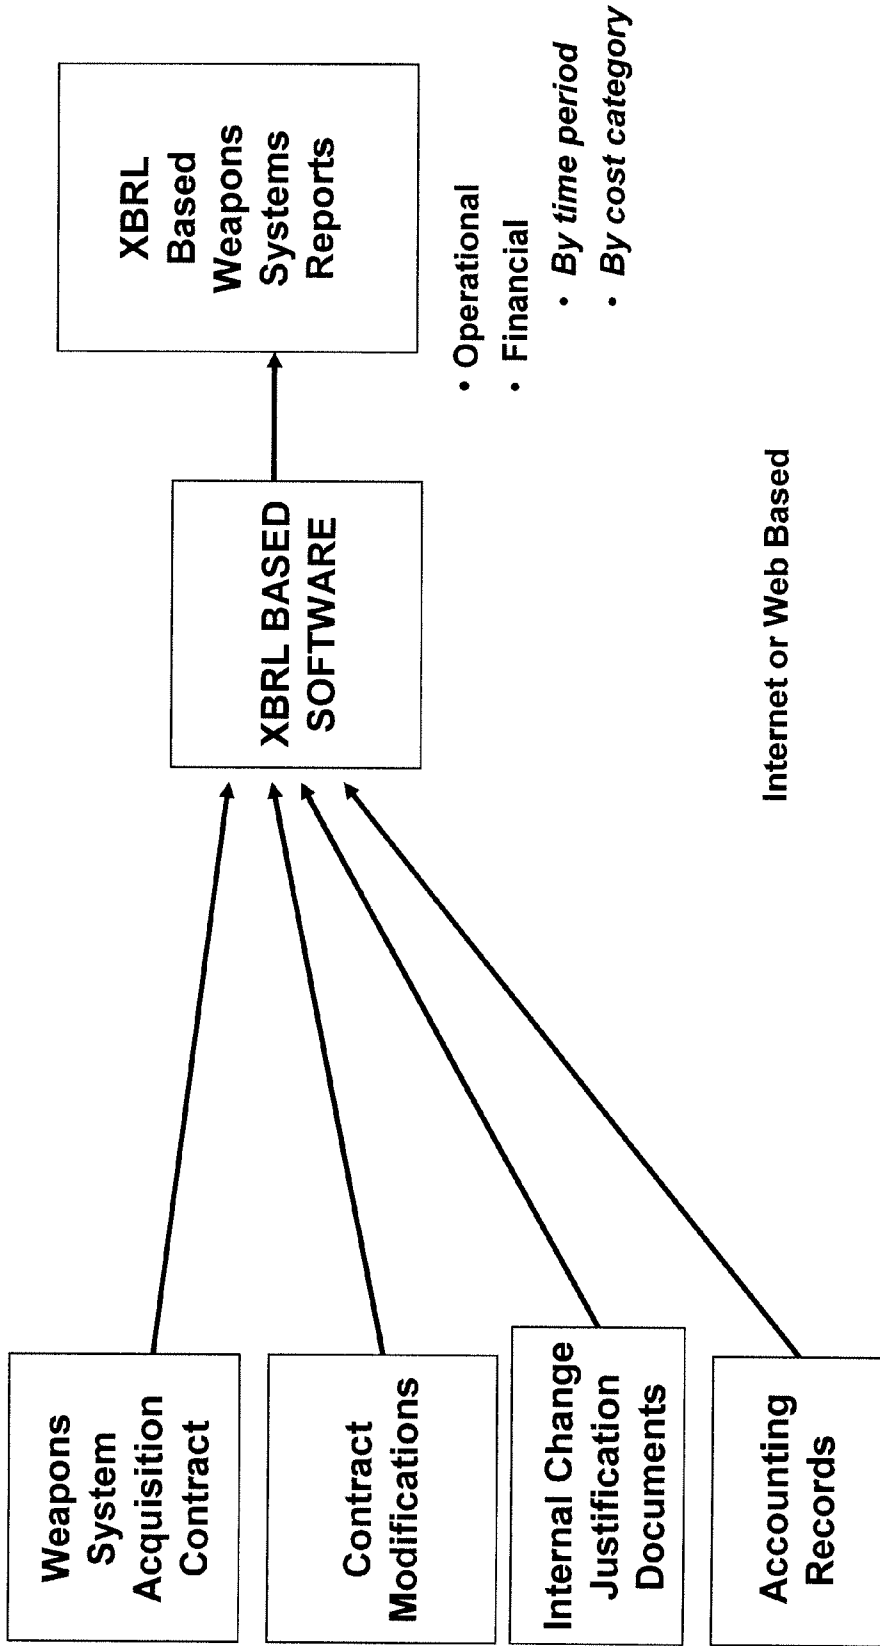 Weapons
System
Acquisition
Contract
Contract
Modifications
Internal Change
Justification
Documents
Accounting
Records
XBRL BASED
SOFTWARE
XBRL
Based
Weapons
Systems
Reports
• Operational
• Financial
• By time period
• By cost category
Internet or Web Based